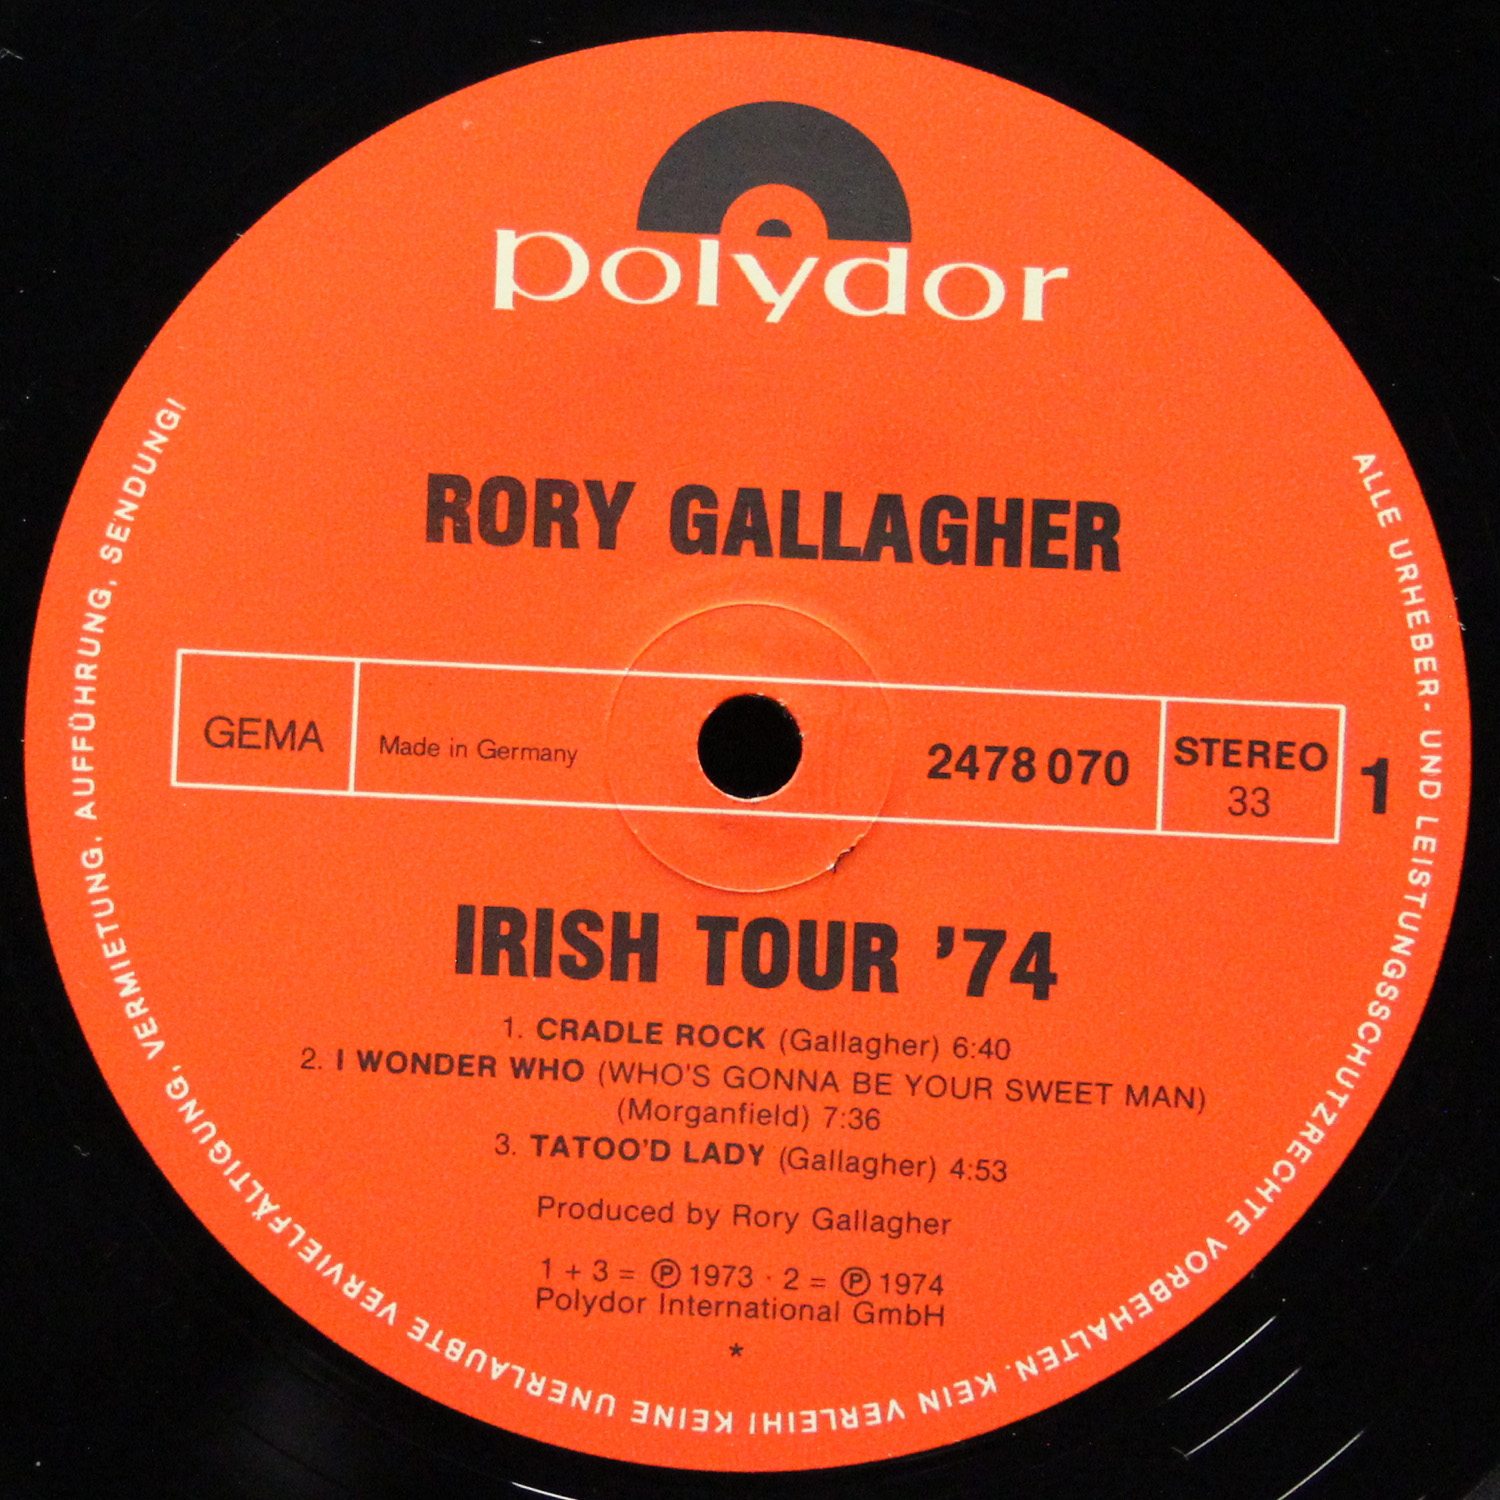 polydor
RORY GALLAGHER
GEMA
Made in Germany
2478 070
STEREO
33
1
IRISH TOUR '74
1. CRADLE ROCK (Gallagher) 6:40
2. I WONDER WHO (WHO'S GONNA BE YOUR SWEET MAN)
(Morganfield) 7:36
3. TATOO'D LADY (Gallagher) 4:53
Produced by Rory Gallagher
1 + 3 = ℗ 1973 · 2 = ℗ 1974
Polydor International GmbH
*
ALLE URHEBER- UND LEISTUNGSSCHUTZRECHTE VORBEHALTEN. KEIN VERLEIH! KEINE UNERLAUBTE VERVIELFÄLTIGUNG, VERMIETUNG, AUFFÜHRUNG, SENDUNG!